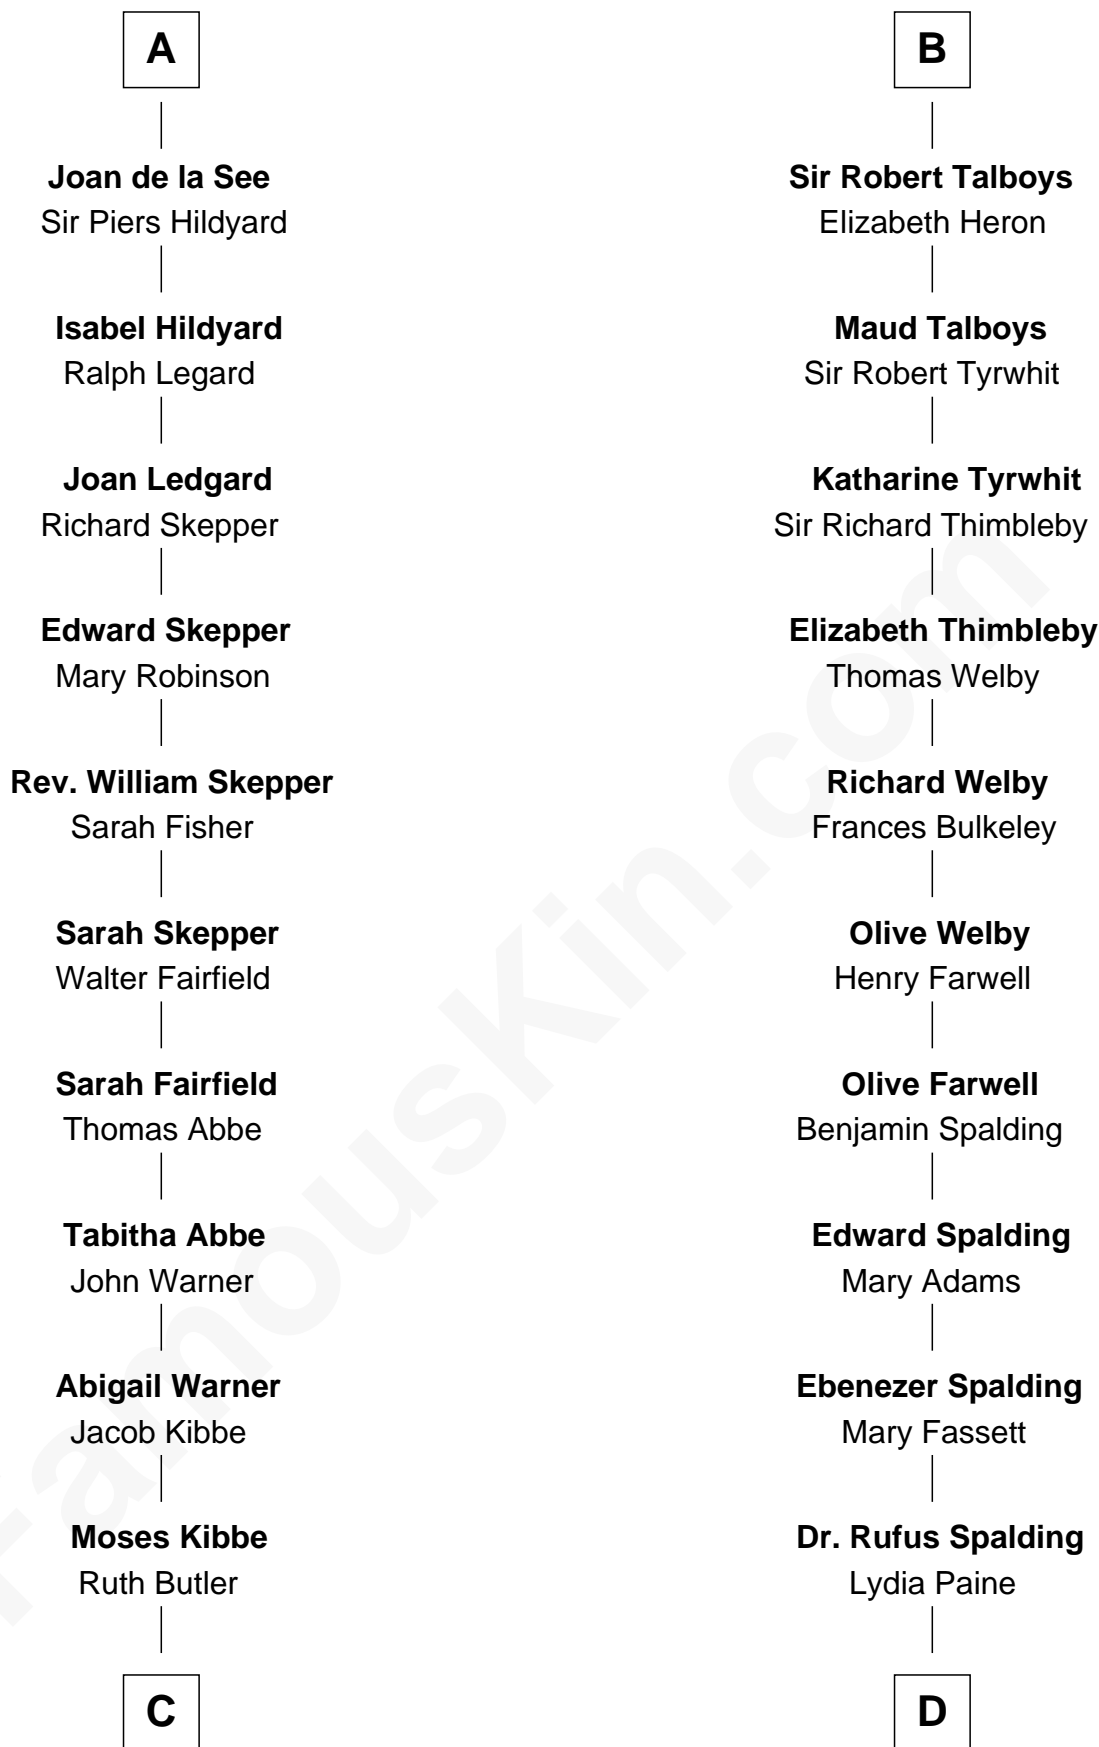 A
Joan de la See
Sir Piers Hildyard
Isabel Hildyard
Ralph Legard
Joan Ledgard
Richard Skepper
Edward Skepper
Mary Robinson
Rev. William Skepper
Sarah Fisher
Sarah Skepper
Walter Fairfield
Sarah Fairfield
Thomas Abbe
Tabitha Abbe
John Warner
Abigail Warner
Jacob Kibbe
Moses Kibbe
Ruth Butler
C
B
Sir Robert Talboys
Elizabeth Heron
Maud Talboys
Sir Robert Tyrwhit
Katharine Tyrwhit
Sir Richard Thimbleby
Elizabeth Thimbleby
Thomas Welby
Richard Welby
Frances Bulkeley
Olive Welby
Henry Farwell
Olive Farwell
Benjamin Spalding
Edward Spalding
Mary Adams
Ebenezer Spalding
Mary Fassett
Dr. Rufus Spalding
Lydia Paine
D
FamousKin.com